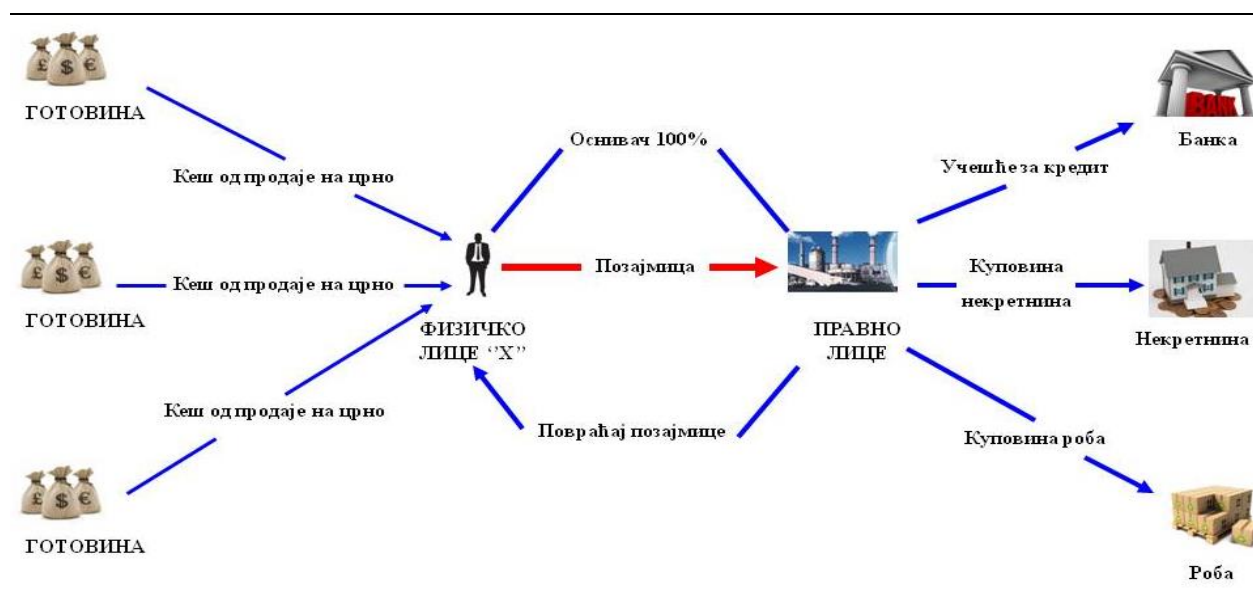 ГОТОВИНА
Кеш од продаје на црно
Оснивач 100%
BANK
Банка
Учешће за кредит
ГОТОВИНА
Кеш од продаје на црно
ФИЗИЧКО
ЛИЦЕ ‘’X’’
Позајмица
ПРАВНО
ЛИЦЕ
Куповина
некретнина
Некретнина
Кеш од продаје на црно
Повраћај позајмице
Куповина роба
ГОТОВИНА
Роба